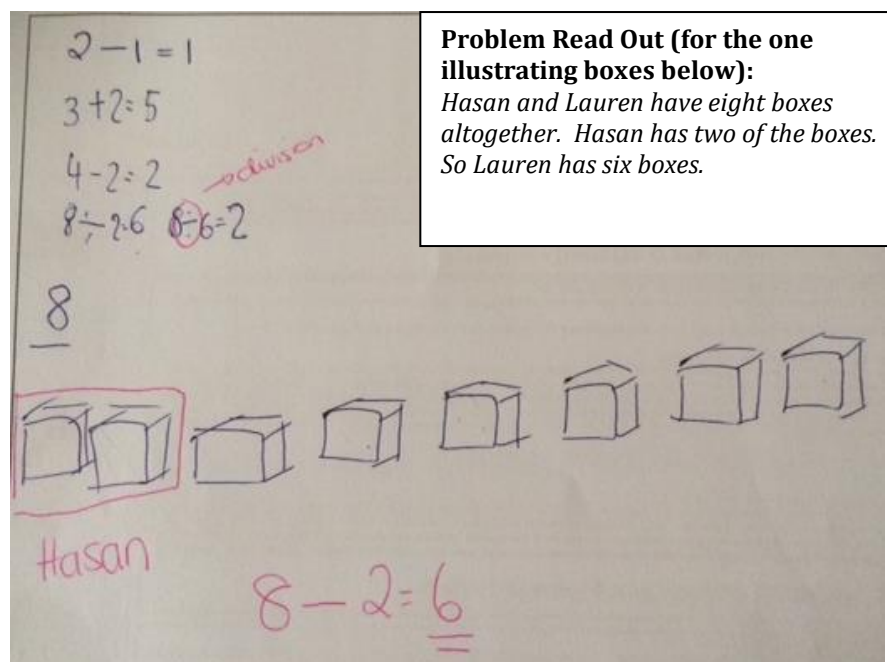 2 - 1 = 1
3 + 2 = 5
4 - 2 = 2
division
8 ÷ 2 = 6 8 ÷ 6 = 2
8
Hasan
8 - 2 = 6
Problem Read Out (for the one
illustrating boxes below):
Hasan and Lauren have eight boxes
altogether. Hasan has two of the boxes.
So Lauren has six boxes.